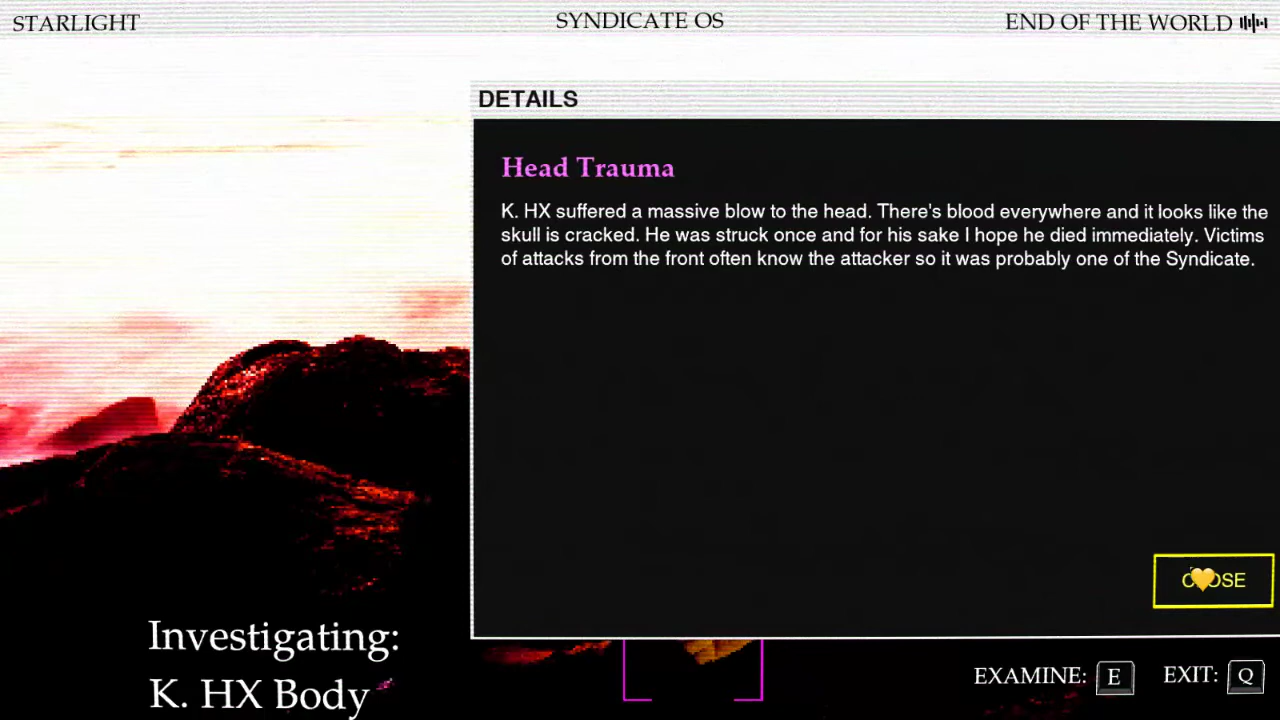 STARLIGHT SYNDICATE OS END OF THE WORLD
DETAILS
Head Trauma
K. HX suffered a massive blow to the head. There's blood everywhere and it looks like the
skull is cracked. He was struck once and for his sake I hope he died immediately. Victims
of attacks from the front often know the attacker so it was probably one of the Syndicate.
CLOSE
Investigating:
K. HX Body
EXAMINE: E EXIT: Q